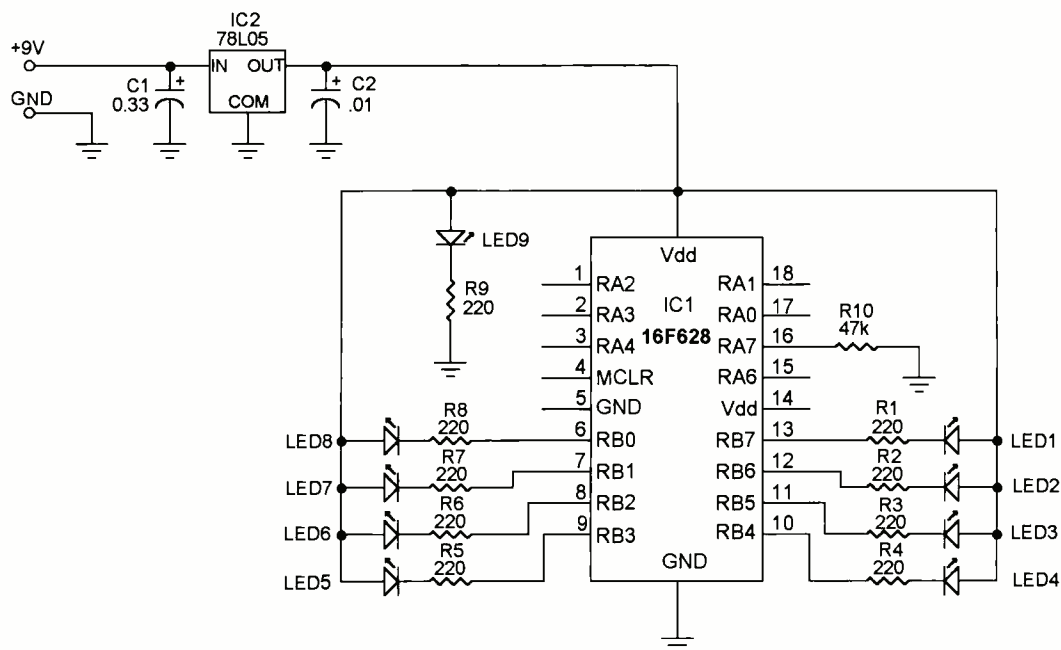 IC2
78L05
+9V
IN OUT
COM
C1
0.33
+
+
C2
.01
GND
LED9
R9
220
Vdd
IC1
16F628
GND
1 RA2
2 RA3
3 RA4
4 MCLR
5 GND
6 RB0
7 RB1
8 RB2
9 RB3
RA1 18
RA0 17
RA7 16
RA6 15
Vdd 14
RB7 13
RB6 12
RB5 11
RB4 10
R10
47k
LED8
R8
220
LED7
R7
220
LED6
R6
220
LED5
R5
220
R1
220
LED1
R2
220
LED2
R3
220
LED3
R4
220
LED4